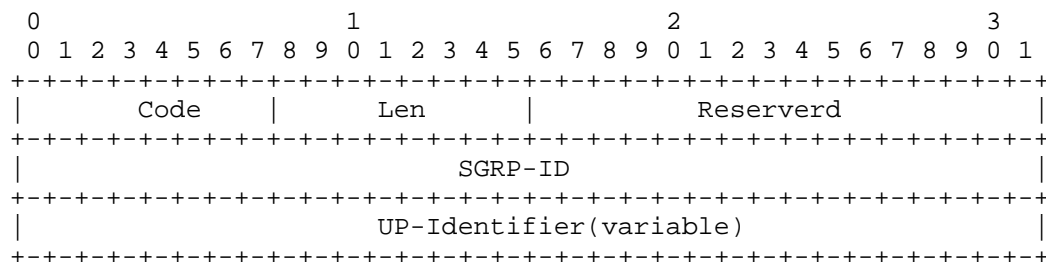 0                   1                   2                   3
0 1 2 3 4 5 6 7 8 9 0 1 2 3 4 5 6 7 8 9 0 1 2 3 4 5 6 7 8 9 0 1
+-+-+-+-+-+-+-+-+-+-+-+-+-+-+-+-+-+-+-+-+-+-+-+-+-+-+-+-+-+-+-+-+
|       Code    |      Len      |          Reserverd            |
+-+-+-+-+-+-+-+-+-+-+-+-+-+-+-+-+-+-+-+-+-+-+-+-+-+-+-+-+-+-+-+-+
|                           SGRP-ID                             |
+-+-+-+-+-+-+-+-+-+-+-+-+-+-+-+-+-+-+-+-+-+-+-+-+-+-+-+-+-+-+-+-+
|                      UP-Identifier(variable)                  |
+-+-+-+-+-+-+-+-+-+-+-+-+-+-+-+-+-+-+-+-+-+-+-+-+-+-+-+-+-+-+-+-+